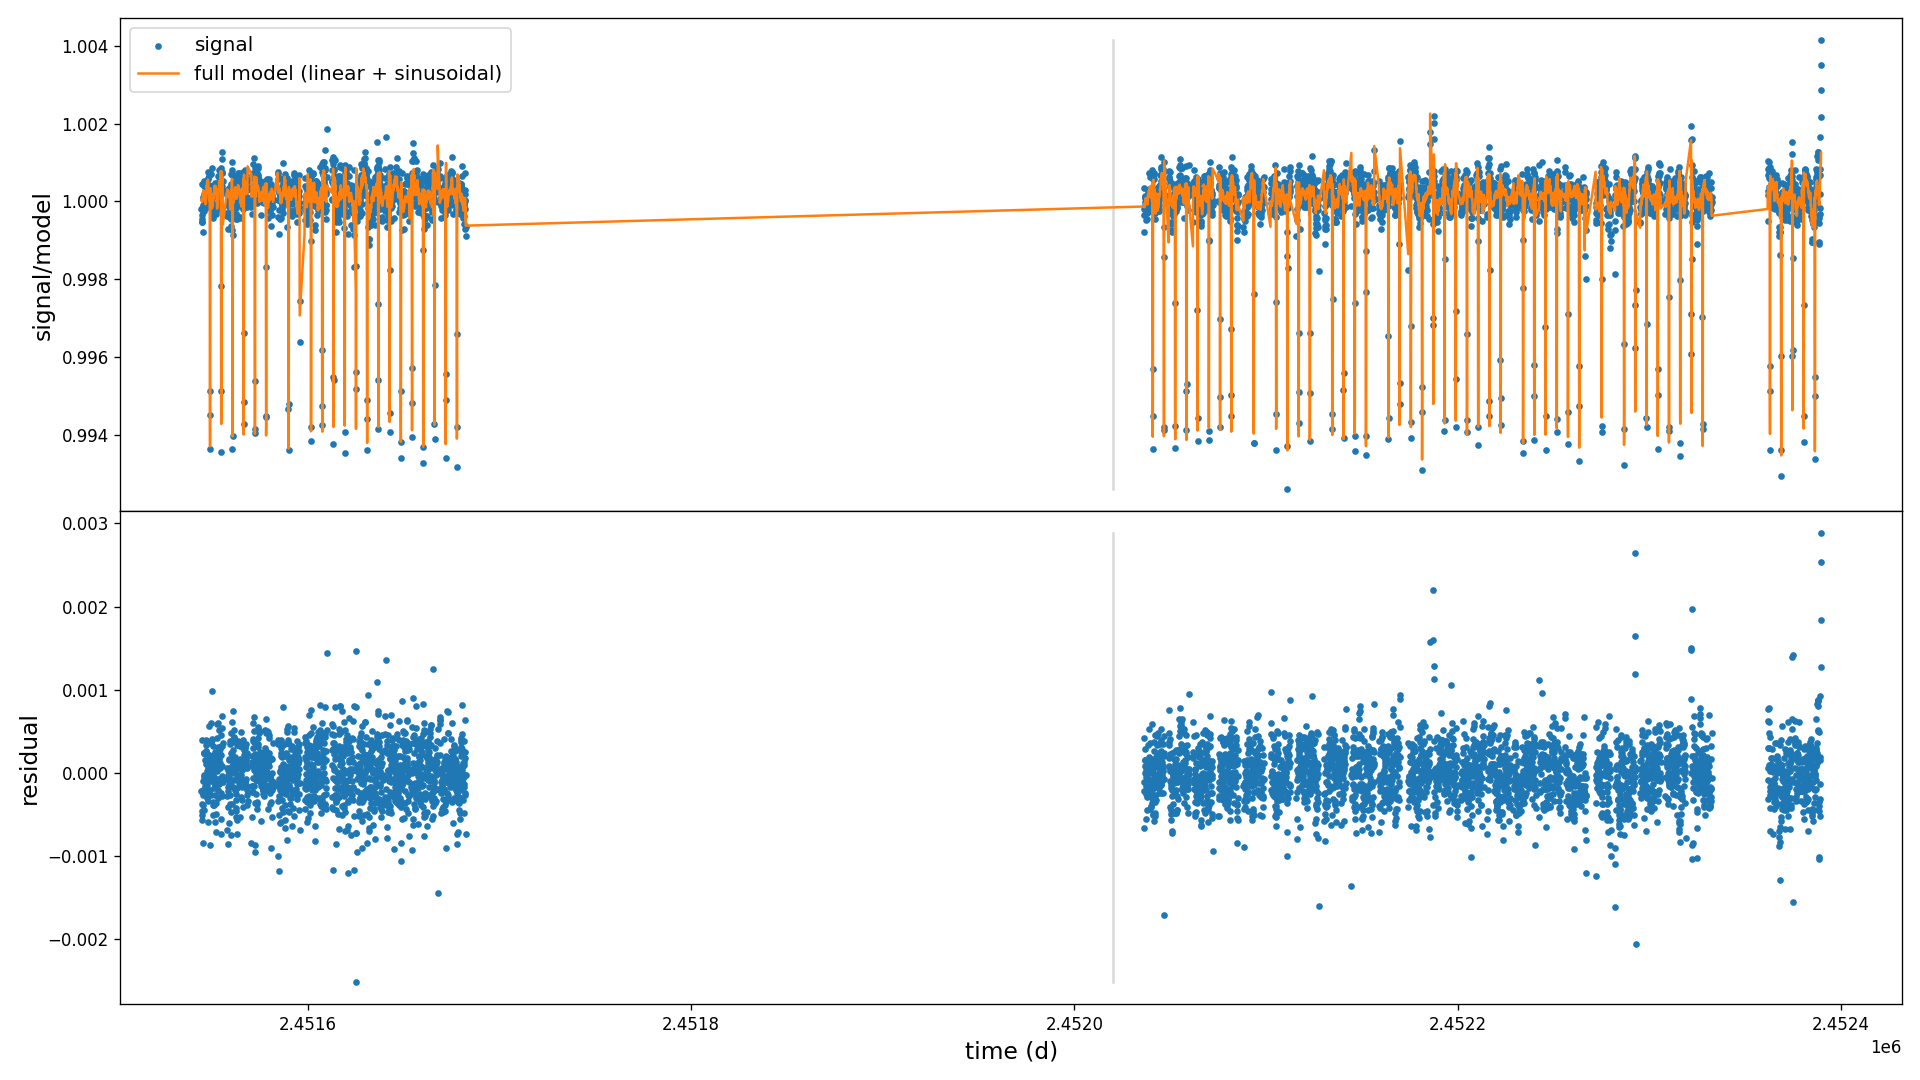 signal
full model (linear + sinusoidal)
1.004
1.002
1.000
0.998
0.996
0.994
signal/model
0.003
0.002
0.001
0.000
−0.001
−0.002
residual
2.4516
2.4518
2.4520
2.4522
2.4524
1e6
time (d)